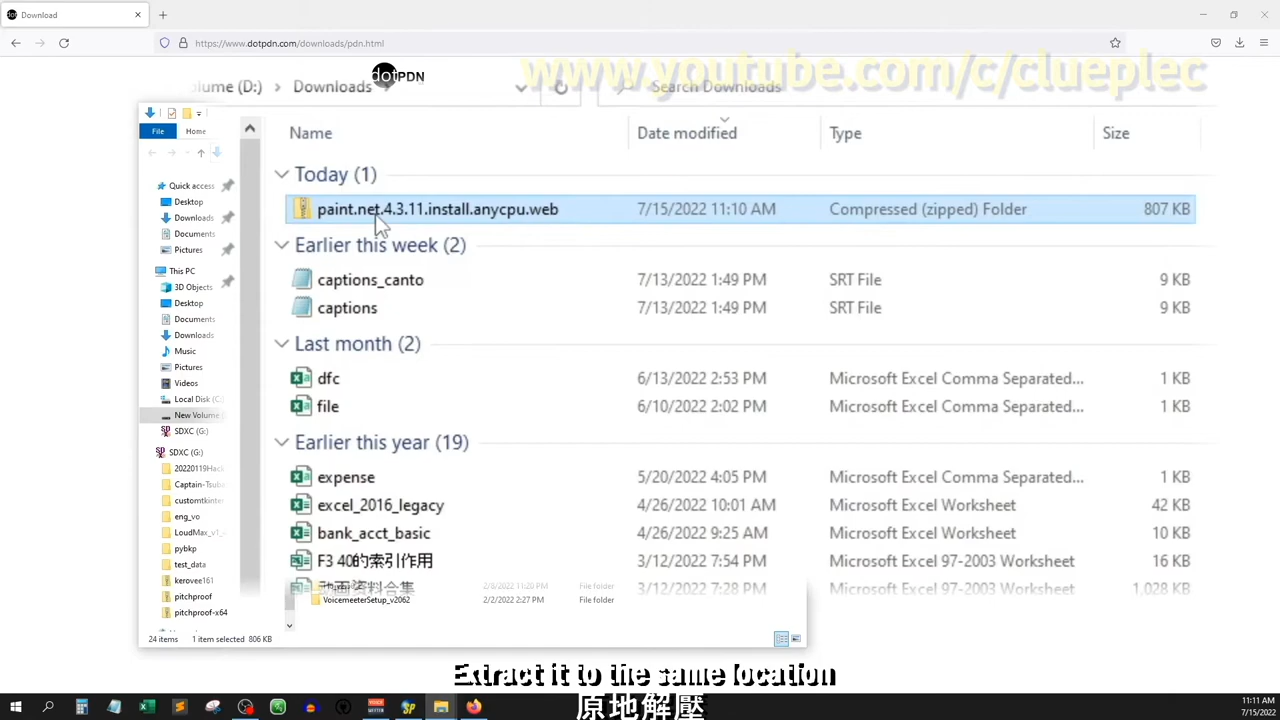 Download
https://www.dotpdn.com/downloads/pdn.html
dotPDN
www.youtube.com/c/clueplec
olume (D:) > Downloads
Search Downloads
File Home
Name Date modified Type Size
Today (1)
paint.net.4.3.11.install.anycpu.web 7/15/2022 11:10 AM Compressed (zipped) Folder 807 KB
Earlier this week (2)
captions_canto 7/13/2022 1:49 PM SRT File 9 KB
captions 7/13/2022 1:49 PM SRT File 9 KB
Last month (2)
dfc 6/13/2022 2:53 PM Microsoft Excel Comma Separated... 1 KB
file 6/10/2022 2:02 PM Microsoft Excel Comma Separated... 1 KB
Earlier this year (19)
expense 5/20/2022 4:05 PM Microsoft Excel Comma Separated... 1 KB
excel_2016_legacy 4/26/2022 10:01 AM Microsoft Excel Worksheet 42 KB
bank_acct_basic 4/26/2022 9:25 AM Microsoft Excel Worksheet 10 KB
F3 40的索引作用 3/12/2022 7:54 PM Microsoft Excel 97-2003 Worksheet 16 KB
动画资料合集 3/12/2022 7:28 PM Microsoft Excel 97-2003 Worksheet 1,028 KB
2/8/2022 11:20 PM File folder
VoicemeeterSetup_v2062 2/2/2022 2:27 PM File folder
Quick access
Desktop
Downloads
Documents
Pictures
This PC
3D Objects
Desktop
Documents
Downloads
Music
Pictures
Videos
Local Disk (C:
New Volume
SDXC (G:)
SDXC (G:)
20220119Hack
Captain-Tsuba
customtkinter
eng_vo
LoudMax_v1_
pybkp
test_data
kerovee161
pitchproof
pitchproof-x64
24 items 1 item selected 806 KB
Extract it to the same location
原地解壓
11:11 AM
7/15/2022